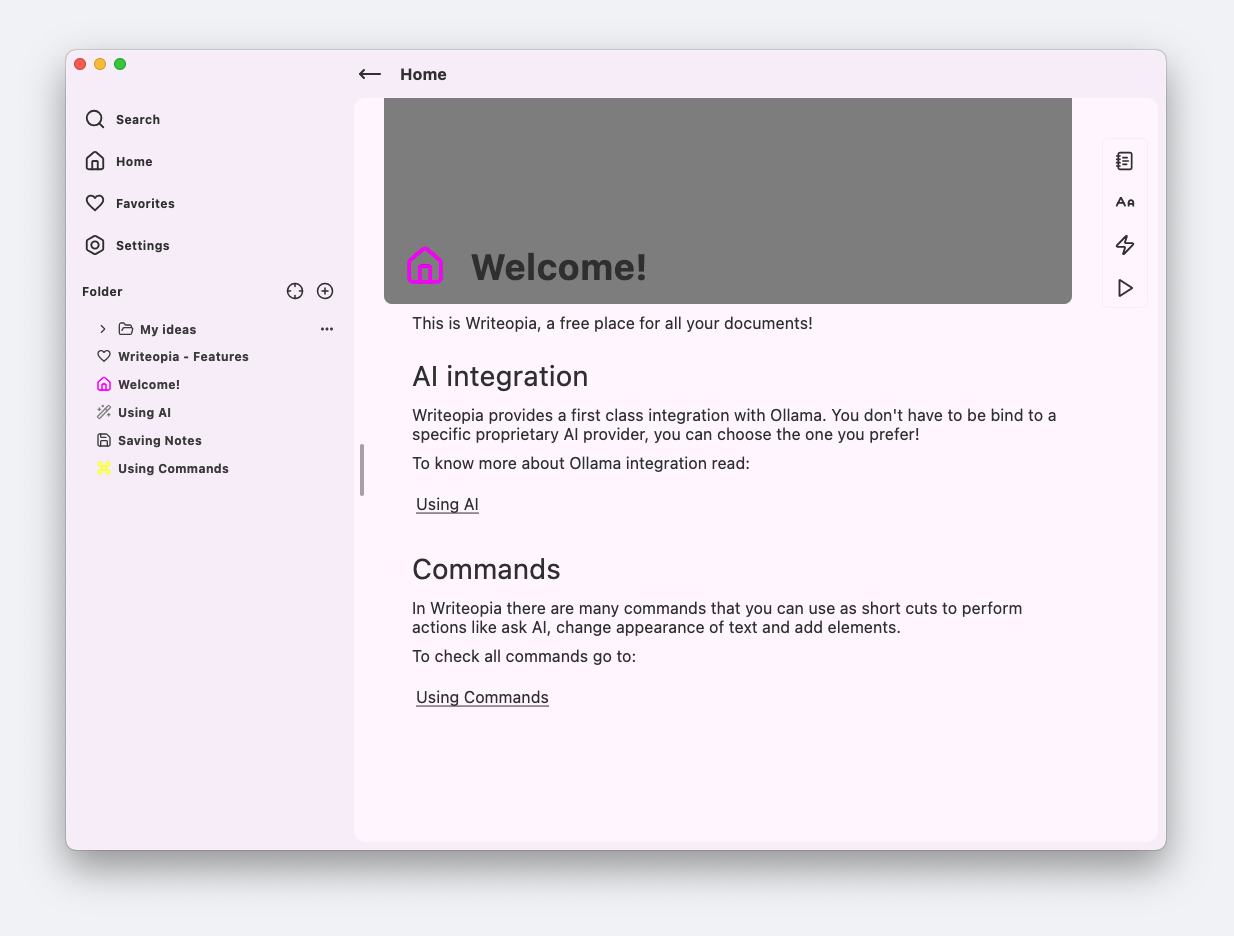 Home
Search
Home
Favorites
Settings
Folder
My ideas
Writeopia - Features
Welcome!
Using AI
Saving Notes
Using Commands
Welcome!
This is Writeopia, a free place for all your documents!
AI integration
Writeopia provides a first class integration with Ollama. You don't have to be bind to a
specific proprietary AI provider, you can choose the one you prefer!
To know more about Ollama integration read:
Using AI
Commands
In Writeopia there are many commands that you can use as short cuts to perform
actions like ask AI, change appearance of text and add elements.
To check all commands go to:
Using Commands
AA